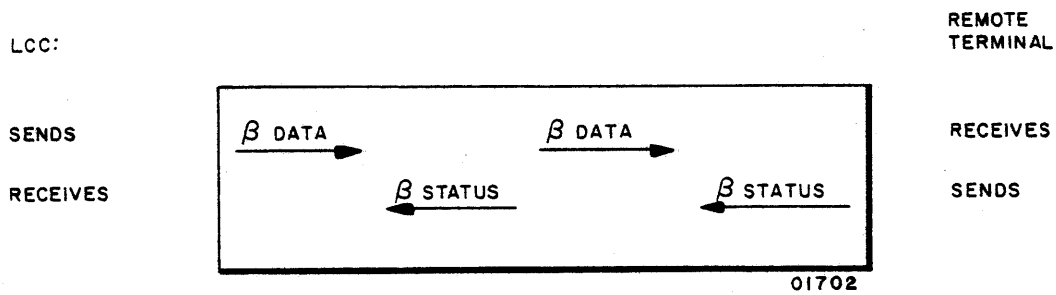 LCC:
REMOTE
TERMINAL
SENDS
β DATA
β DATA
RECEIVES
RECEIVES
β STATUS
β STATUS
SENDS
01702